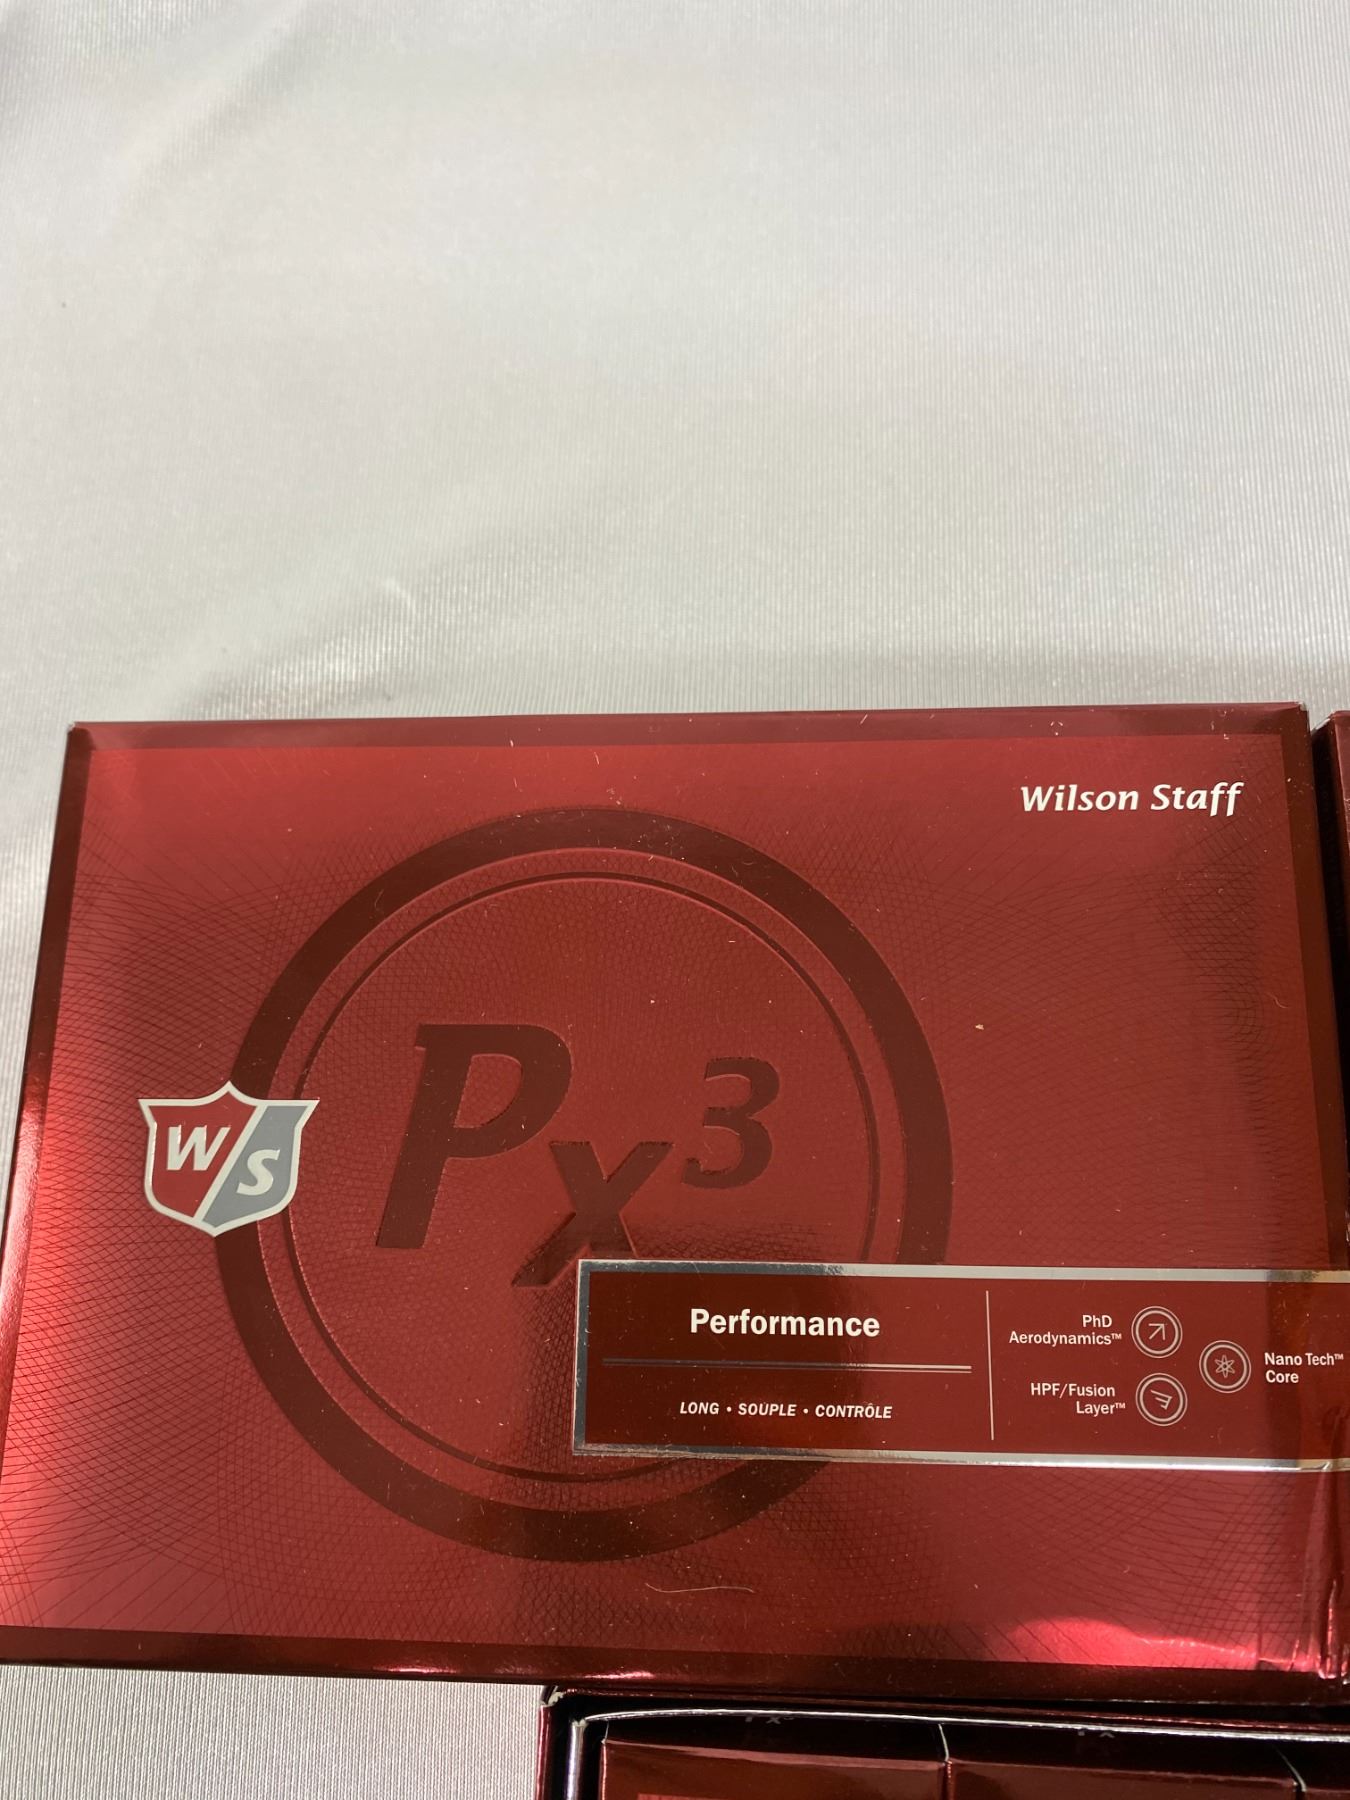 Wilson Staff
Px³
W/S
Performance
LONG • SOUPLE • CONTRÔLE
PhD
Aerodynamics™
HPF/Fusion
Layer™
Nano Tech™
Core